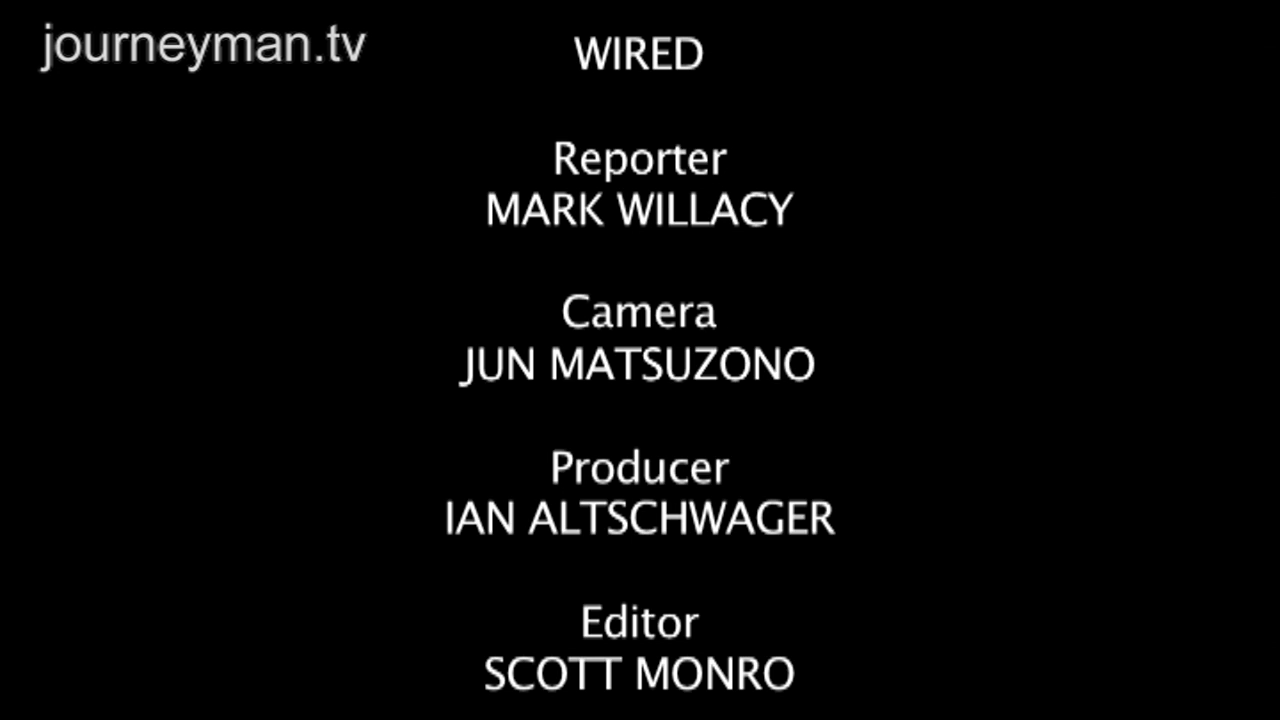 journeyman.tv
WIRED
Reporter
MARK WILLACY
Camera
JUN MATSUZONO
Producer
IAN ALTSCHWAGER
Editor
SCOTT MONRO